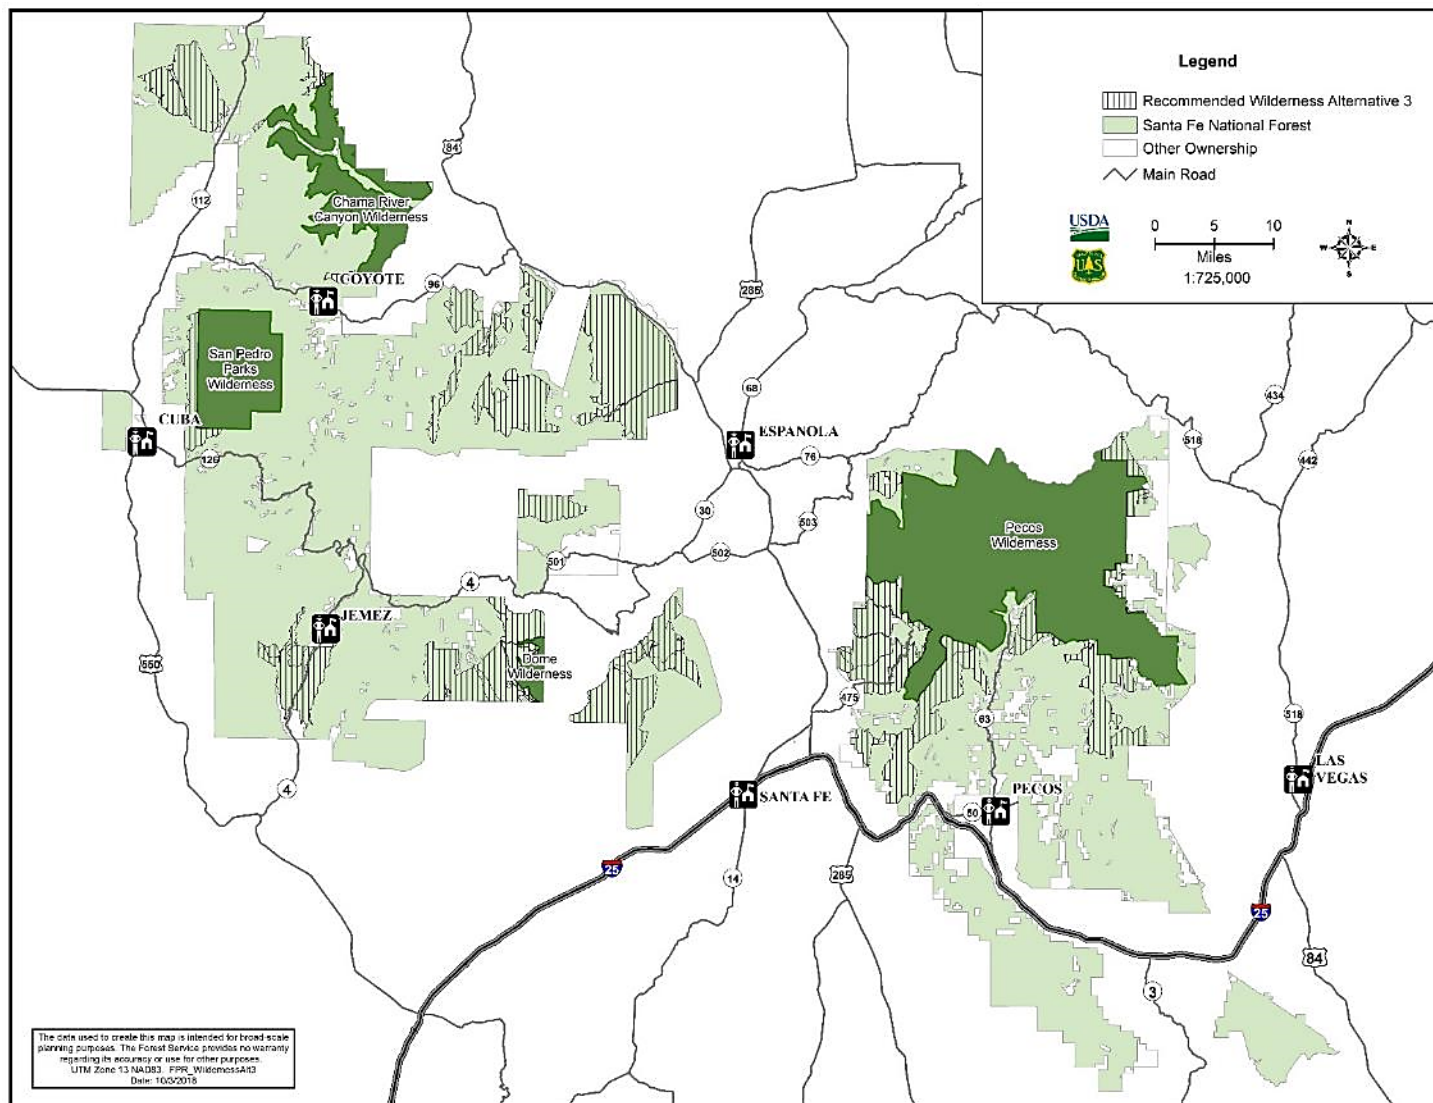 Legend
Recommended Wilderness Alternative 3
Santa Fe National Forest
Other Ownership
Main Road
USDA
0 5 10
Miles
1:725,000
N
W E
S
U S
84
112
Chama River
Canyon Wilderness
COYOTE
96
285
San Pedro
Parks
Wilderness
68
434
CUBA
ESPANOLA
518
126
76
442
30
503
Pecos
Wilderness
502
501
4
JEMEZ
550
Dome
Wilderness
475
63
518
LAS
VEGAS
4
SANTA FE
PECOS
50
25
14
285
25
84
3
The data used to create this map is intended for broad-scale
planning purposes. The Forest Service provides no warranty
regarding its accuracy or use for other purposes.
UTM Zone 13 NAD83. FPR_WildernessAlt3
Date: 10/3/2018